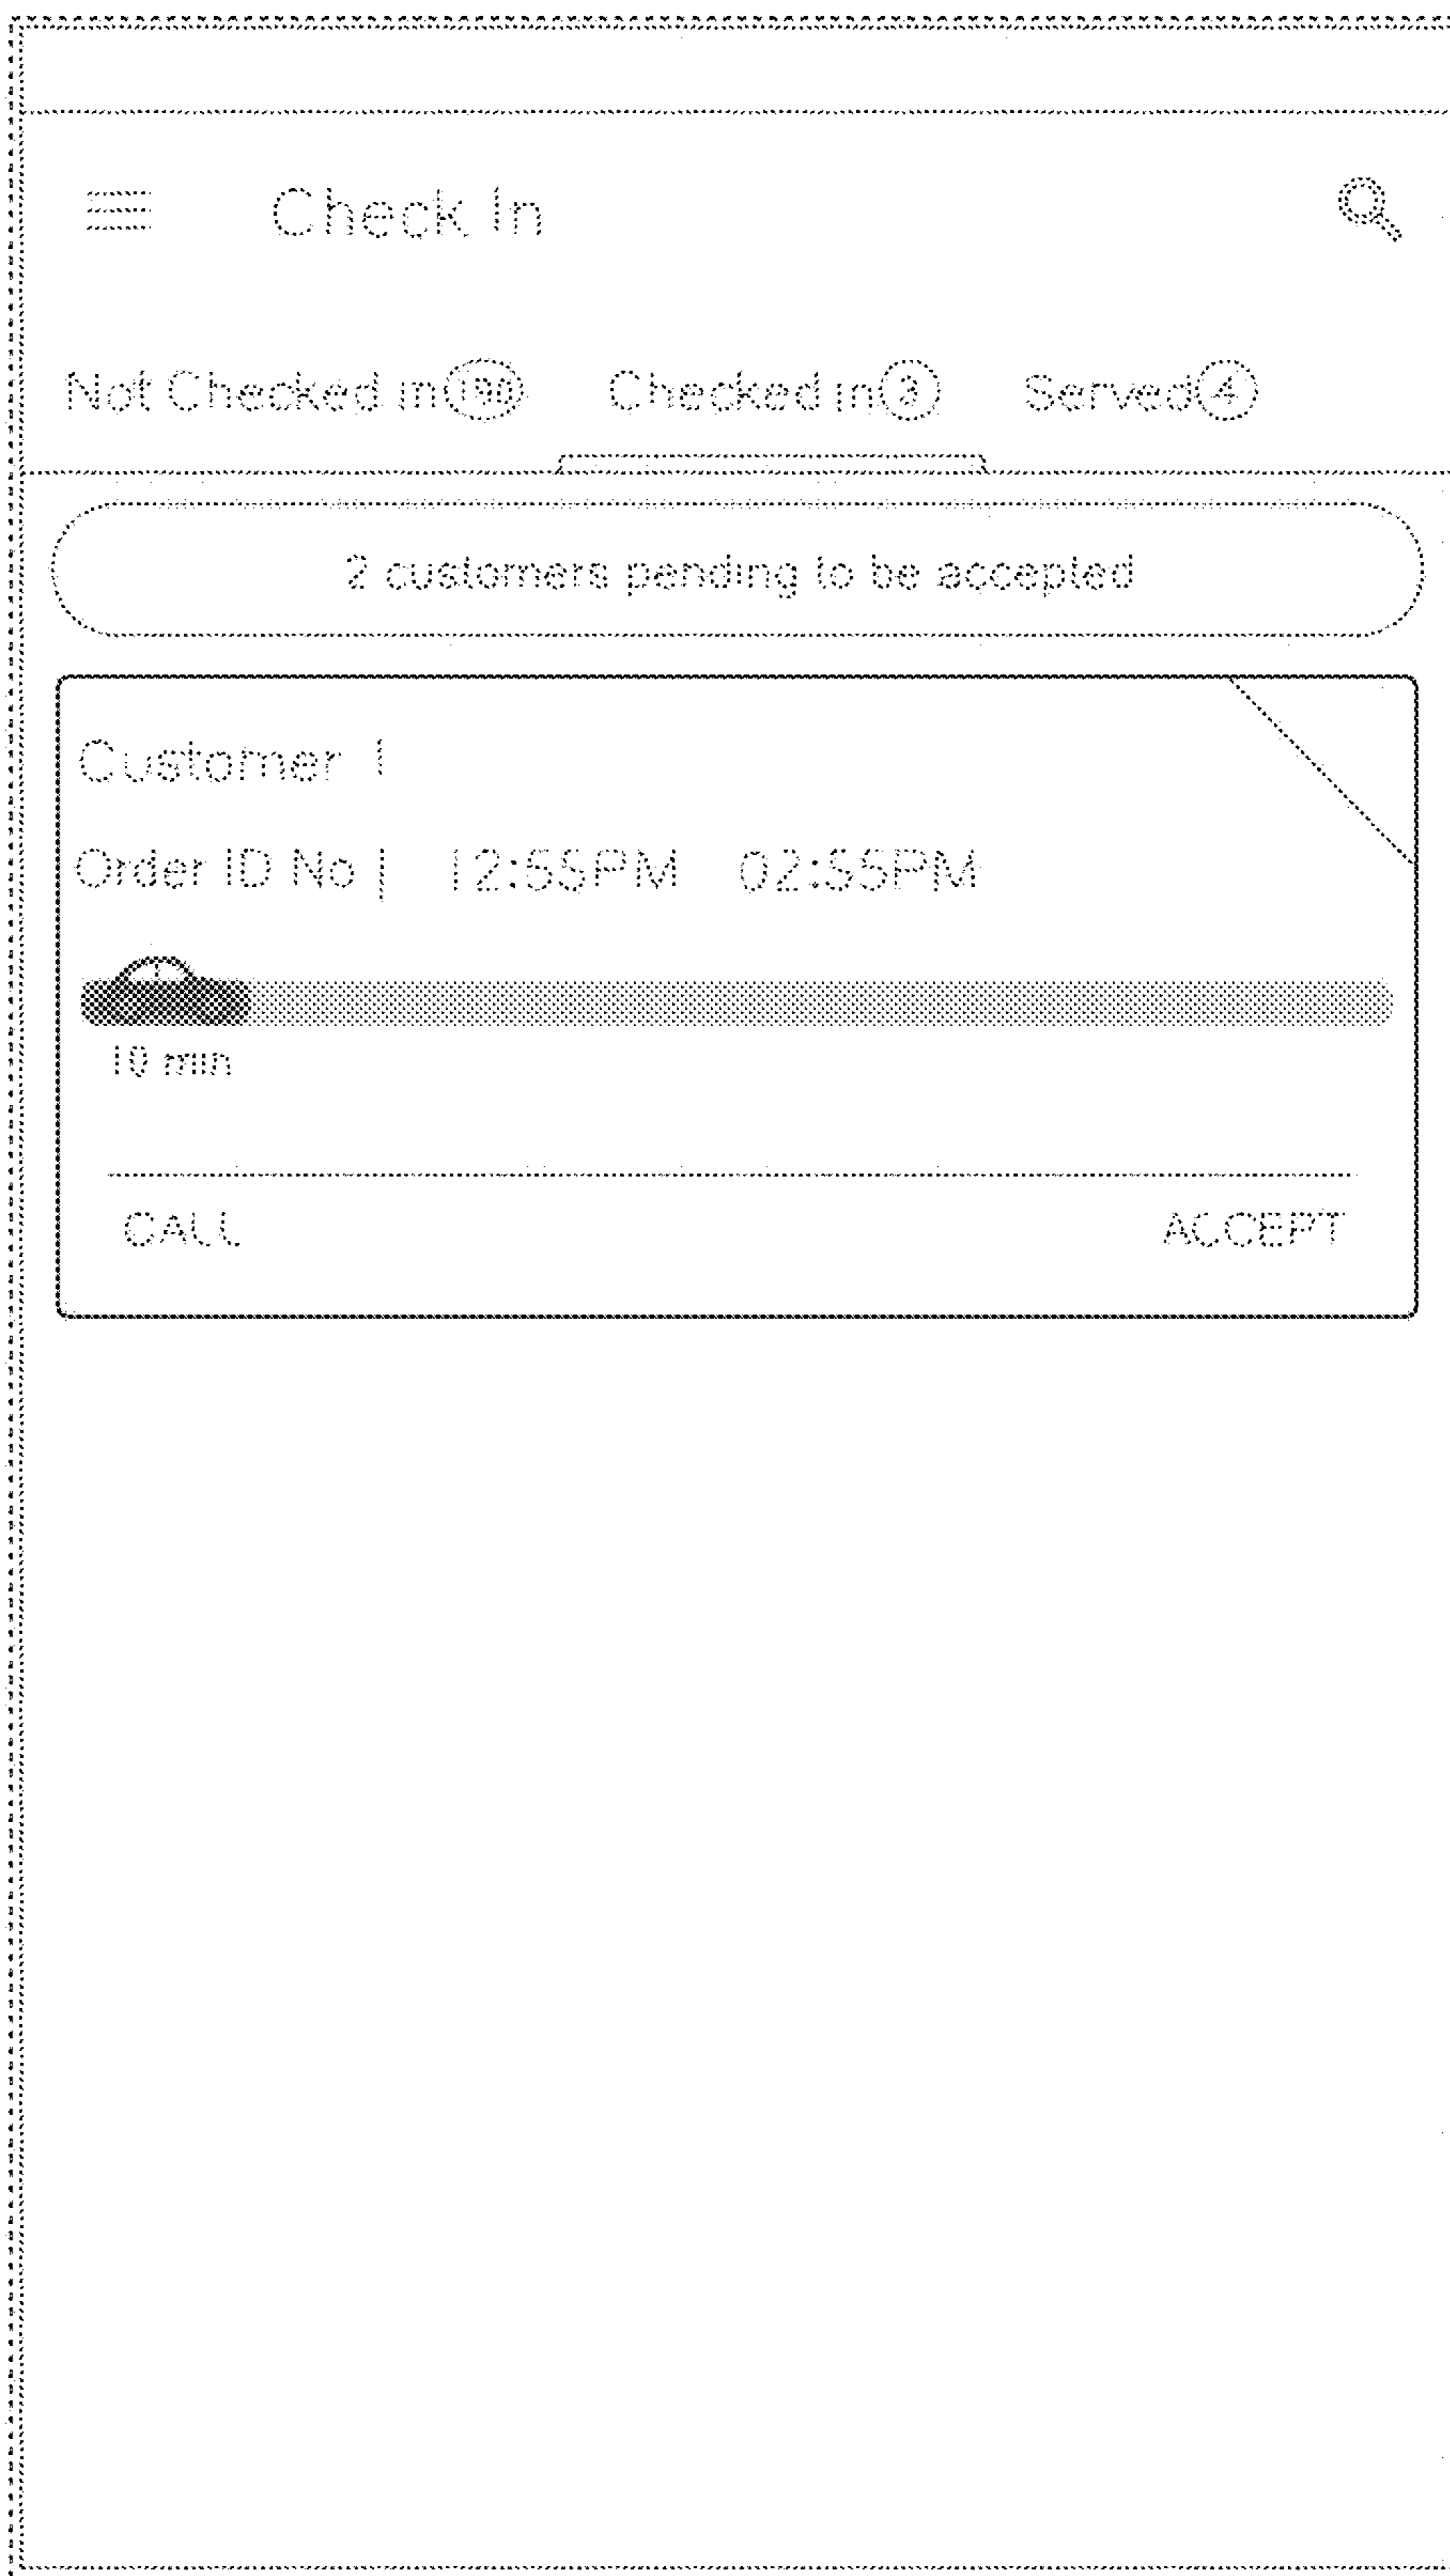 Check In
Not Checked in 190 Checked in 3 Served 4
2 customers pending to be accepted
Customer 1
Order ID No | 12:55PM 02:55PM
10 min
CALL ACCEPT